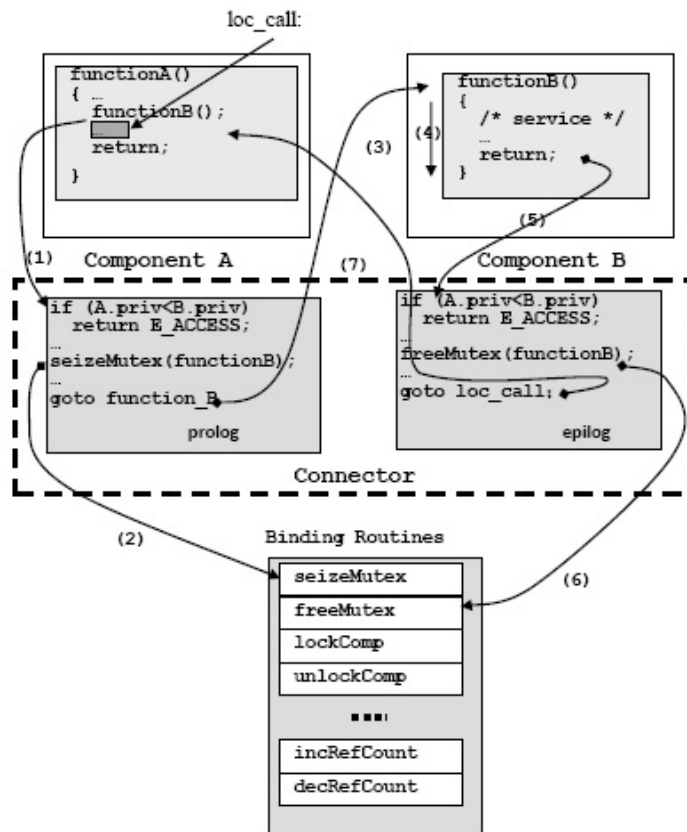 loc_call:
functionA()
{ …
functionB();
…
return;
}
functionB()
{
/* service */
…
return;
}
(3)
(4)
(5)
(1)
Component A
(7)
Component B
if (A.priv<B.priv)
return E_ACCESS;
…
seizeMutex(functionB);
…
goto function_B
prolog
if (A.priv<B.priv)
return E_ACCESS;
…
freeMutex(functionB);
…
goto loc_call;
epilog
Connector
(2)
Binding Routines
(6)
seizeMutex
freeMutex
lockComp
unlockComp
....
incRefCount
decRefCount